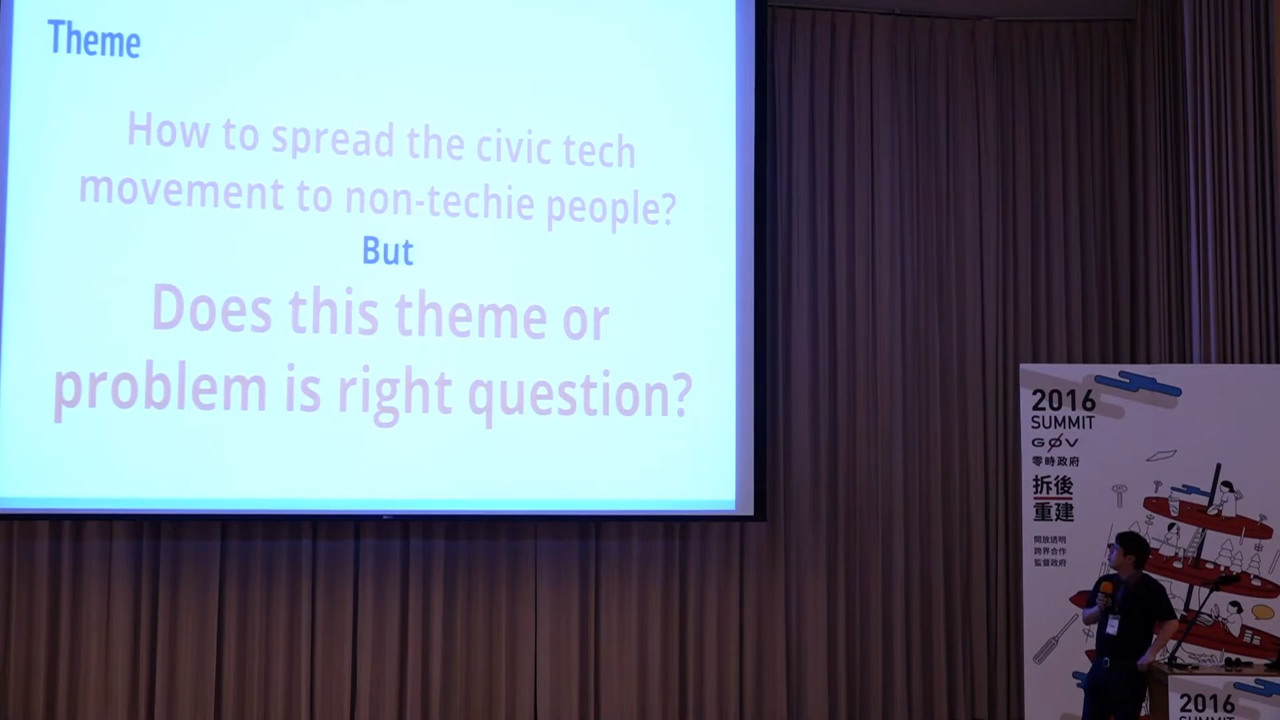 Theme
How to spread the civic tech
movement to non-techie people?
But
Does this theme or
problem is right question?
2016
SUMMIT
GØV
零時政府
拆後
重建
開放透明
跨界合作
監督政府
2016
SUMMIT